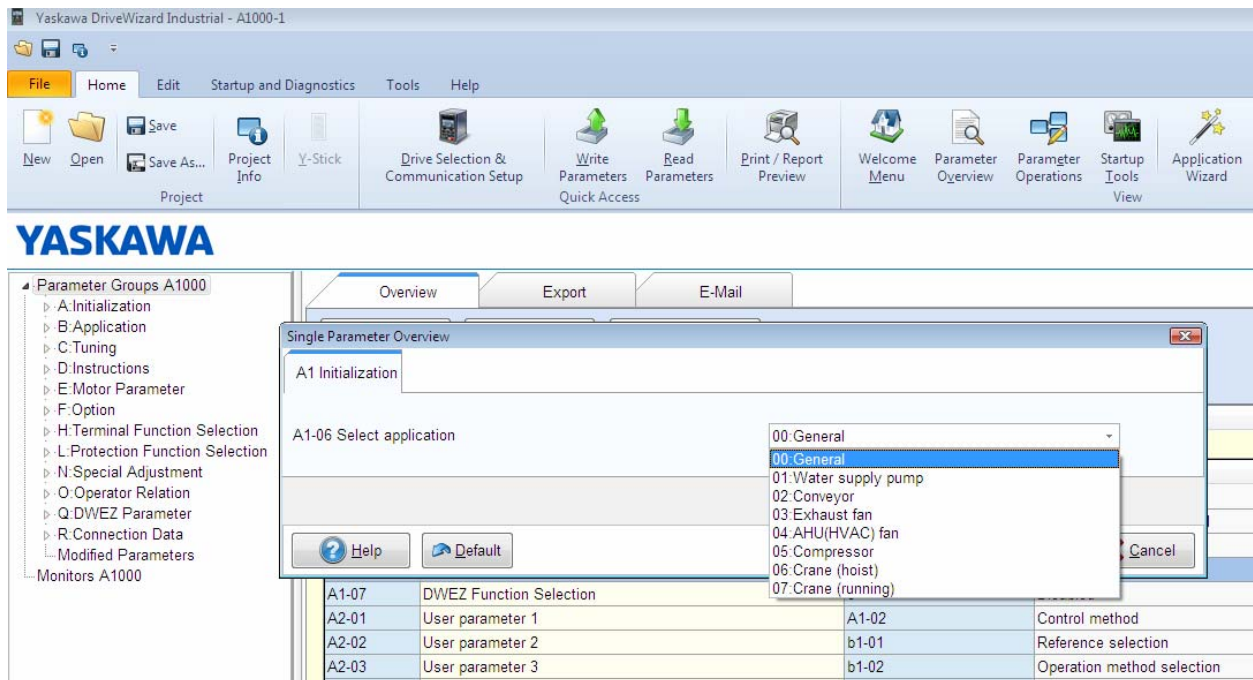 Yaskawa DriveWizard Industrial - A1000-1
File Home Edit Startup and Diagnostics Tools Help
New Open Save Save As... Project Info Y-Stick Drive Selection & Communication Setup Write Parameters Read Parameters Print / Report Preview Welcome Menu Parameter Overview Parameter Operations Startup Tools Application Wizard
Project Quick Access View
YASKAWA
Parameter Groups A1000
A:Initialization
B:Application
C:Tuning
D:Instructions
E:Motor Parameter
F:Option
H:Terminal Function Selection
L:Protection Function Selection
N:Special Adjustment
O:Operator Relation
Q:DWEZ Parameter
R:Connection Data
Modified Parameters
Monitors A1000
Overview Export E-Mail
Single Parameter Overview
A1 Initialization
A1-06 Select application 00:General
00:General
01:Water supply pump
02:Conveyor
03:Exhaust fan
04:AHU(HVAC) fan
05:Compressor
06:Crane (hoist)
07:Crane (running)
Help Default Cancel
A1-07 DWEZ Function Selection
A2-01 User parameter 1 A1-02 Control method
A2-02 User parameter 2 b1-01 Reference selection
A2-03 User parameter 3 b1-02 Operation method selection